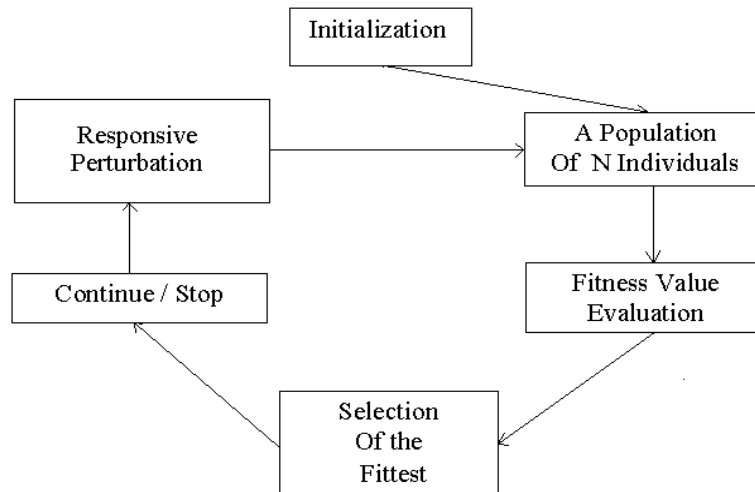 Initialization
Responsive
Perturbation
A Population
Of N Individuals
Continue / Stop
Fitness Value
Evaluation
Selection
Of the
Fittest